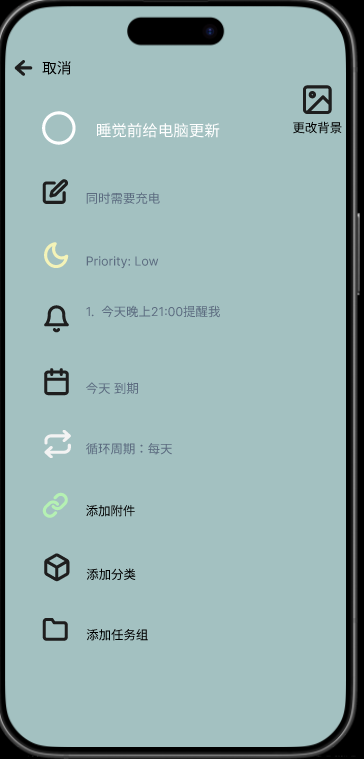 取消
更改背景
睡觉前给电脑更新
同时需要充电
Priority: Low
1. 今天晚上21:00提醒我
今天 到期
循环周期：每天
添加附件
添加分类
添加任务组